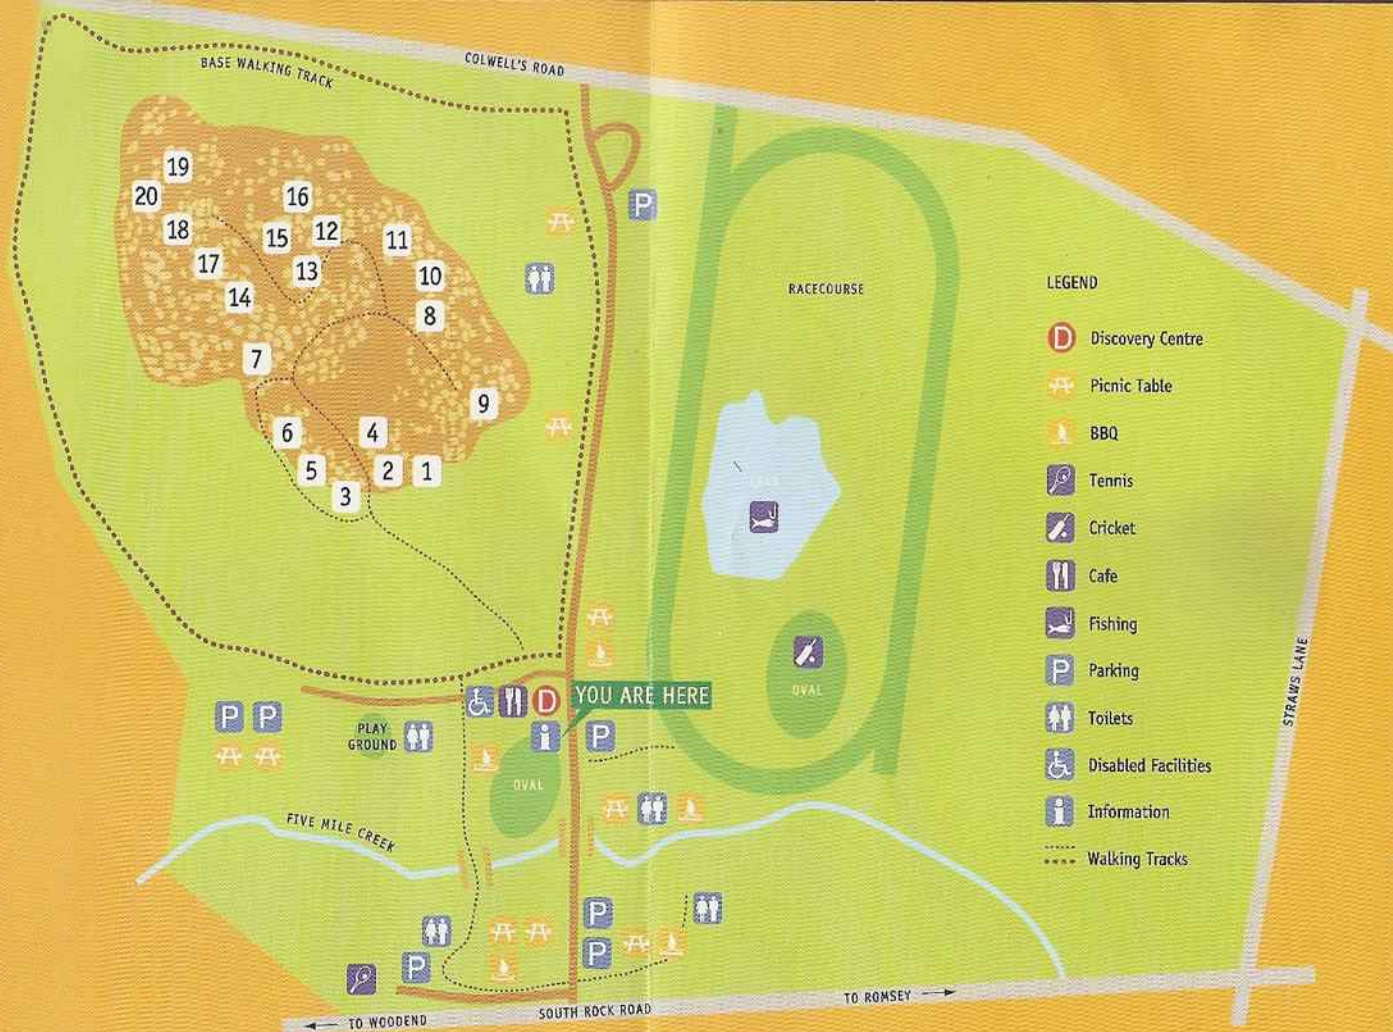 COLWELL'S ROAD
BASE WALKING TRACK
19
20
16
18
15
12
11
17
13
10
14
8
7
9
6
4
5
2
1
3
P
RACECOURSE
LEGEND
D Discovery Centre
Picnic Table
BBQ
Tennis
Cricket
Cafe
Fishing
P Parking
Toilets
Disabled Facilities
i Information
Walking Tracks
STRAWS LANE
OVAL
D
YOU ARE HERE
P P
PLAY
GROUND
i
P
OVAL
FIVE MILE CREEK
P
P
P
TO WOODEND
SOUTH ROCK ROAD
TO ROMSEY